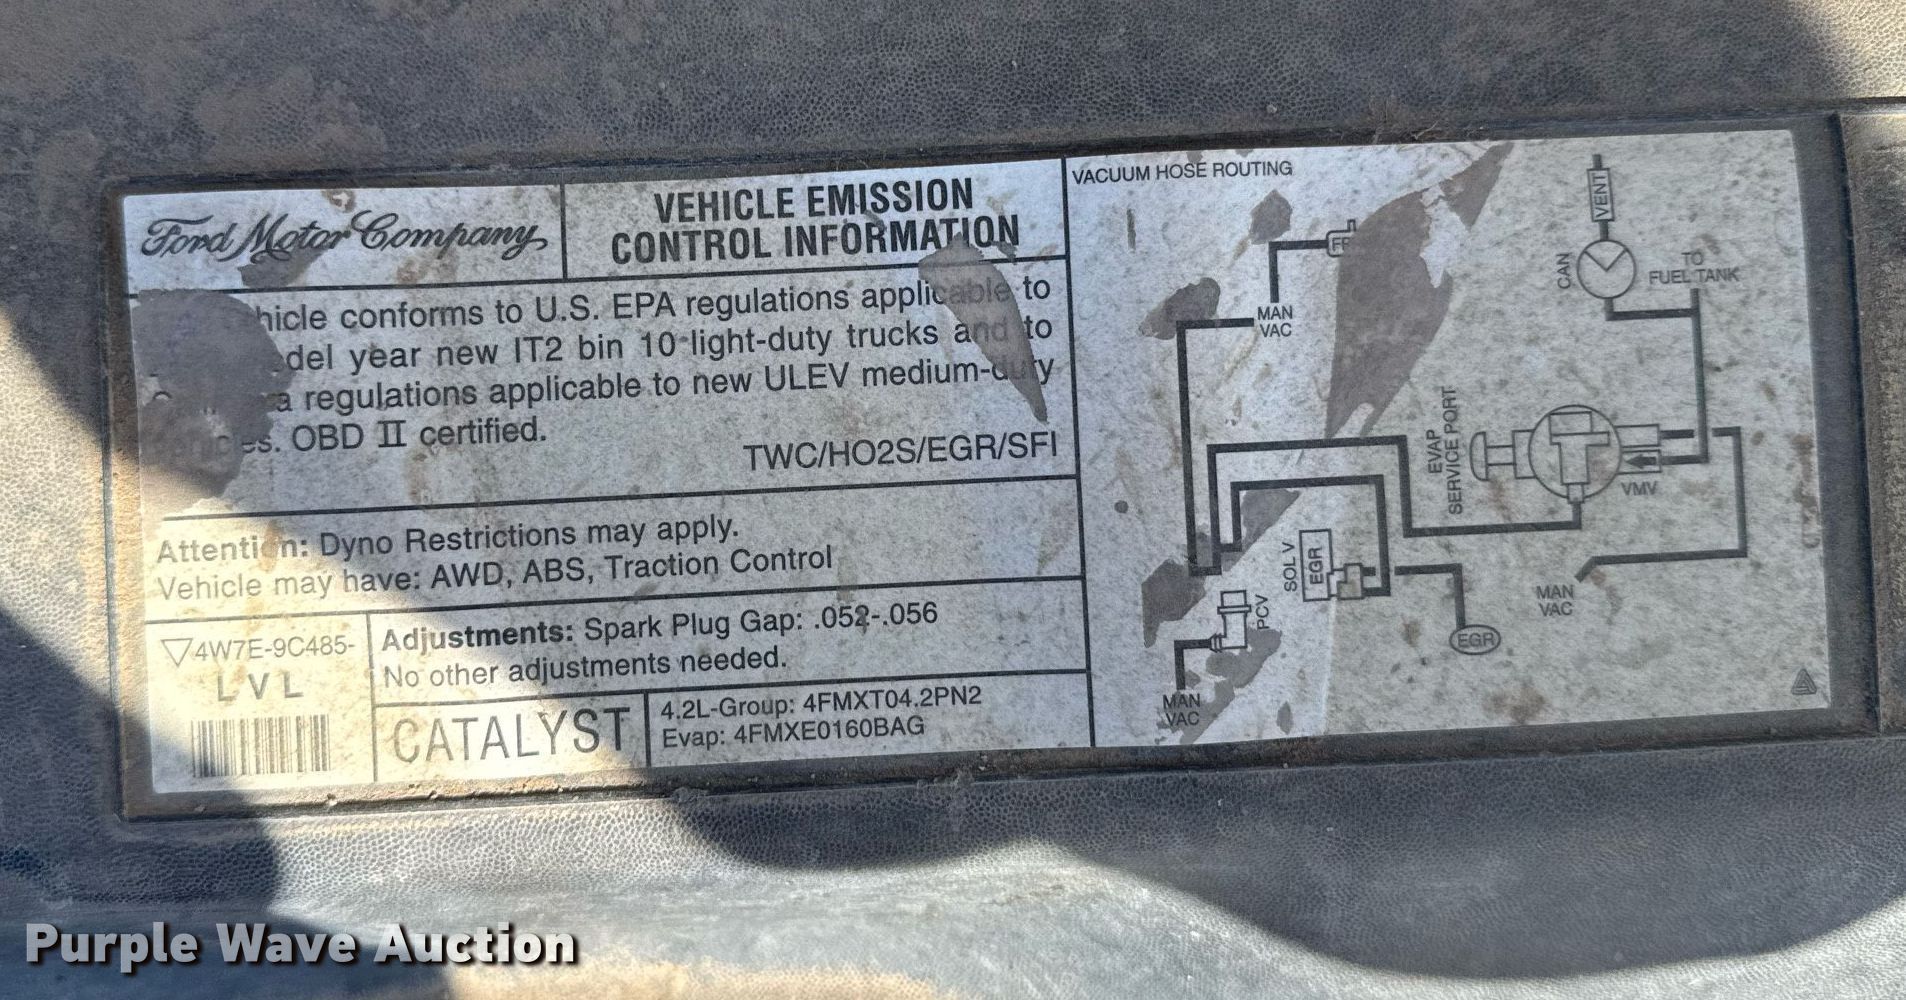 Ford Motor Company
VEHICLE EMISSION
CONTROL INFORMATION
hicle conforms to U.S. EPA regulations applicable to
del year new IT2 bin 10 light-duty trucks and to
a regulations applicable to new ULEV medium-duty
es. OBD II certified.
TWC/HO2S/EGR/SFI
Attention: Dyno Restrictions may apply.
Vehicle may have: AWD, ABS, Traction Control
4W7E-9C485-
LVL
Adjustments: Spark Plug Gap: .052-.056
No other adjustments needed.
CATALYST
4.2L-Group: 4FMXT04.2PN2
Evap: 4FMXE0160BAG
VACUUM HOSE ROUTING
MAN
VAC
VENT
CAN
TO
FUEL TANK
EVAP
SERVICE PORT
VMV
SOL V
EGR
PCV
EGR
MAN
VAC
MAN
VAC
Purple Wave Auction